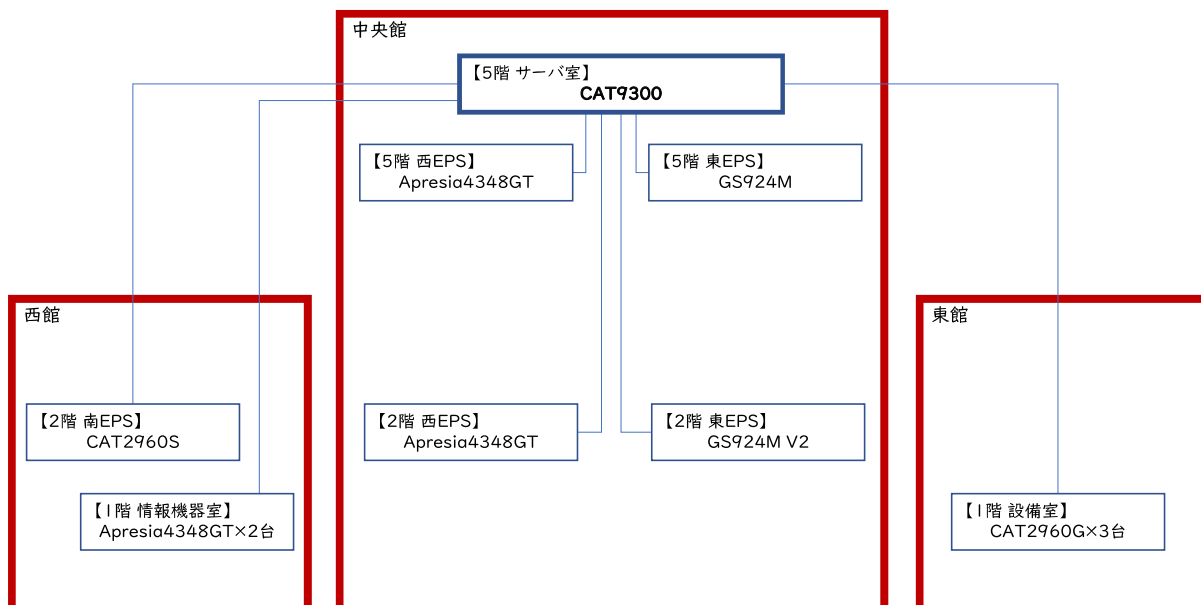 中央館
【5階 サーバ室】
CAT9300
【5階 西EPS】
Apresia4348GT
【5階 東EPS】
GS924M
西館
東館
【2階 南EPS】
CAT2960S
【2階 西EPS】
Apresia4348GT
【2階 東EPS】
GS924M V2
【1階 情報機器室】
Apresia4348GT×2台
【1階 設備室】
CAT2960G×3台